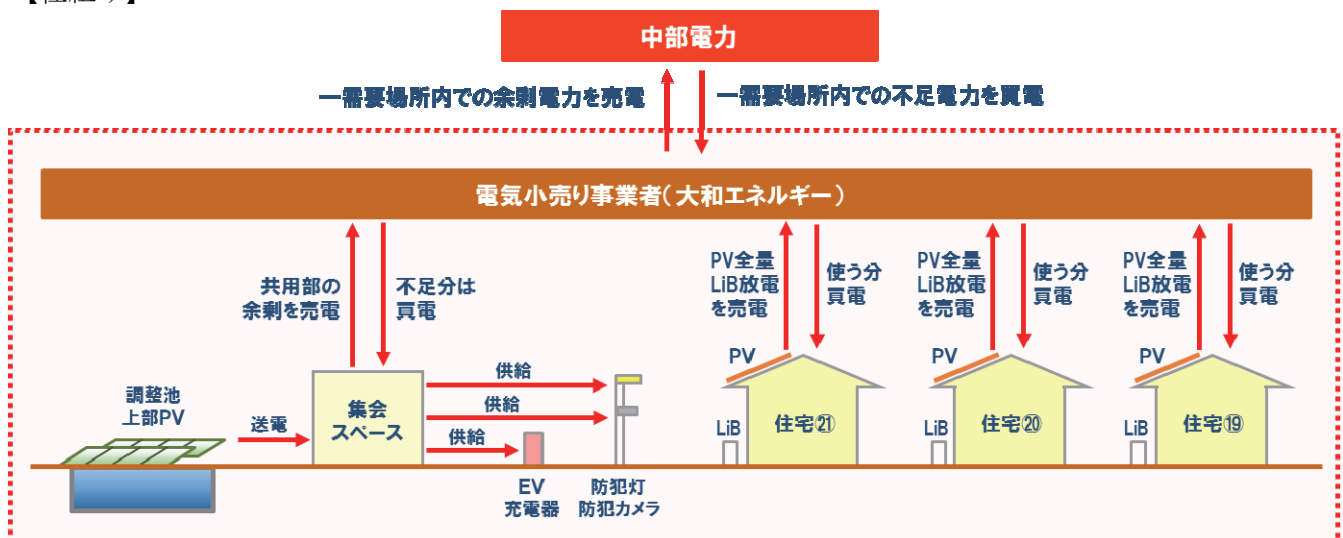 中部電力
一需要場所内での余剰電力を売電
一需要場所内での不足電力を買電
電気小売り事業者(大和エネルギー)
共用部の
余剰を売電
不足分は
買電
PV全量
LiB放電
を売電
使う分
買電
PV全量
LiB放電
を売電
使う分
買電
PV全量
LiB放電
を売電
使う分
買電
調整池
上部PV
送電
集会
スペース
供給
供給
供給
EV
充電器
防犯灯
防犯カメラ
PV
LiB
住宅㉑
PV
LiB
住宅⑳
PV
LiB
住宅⑲